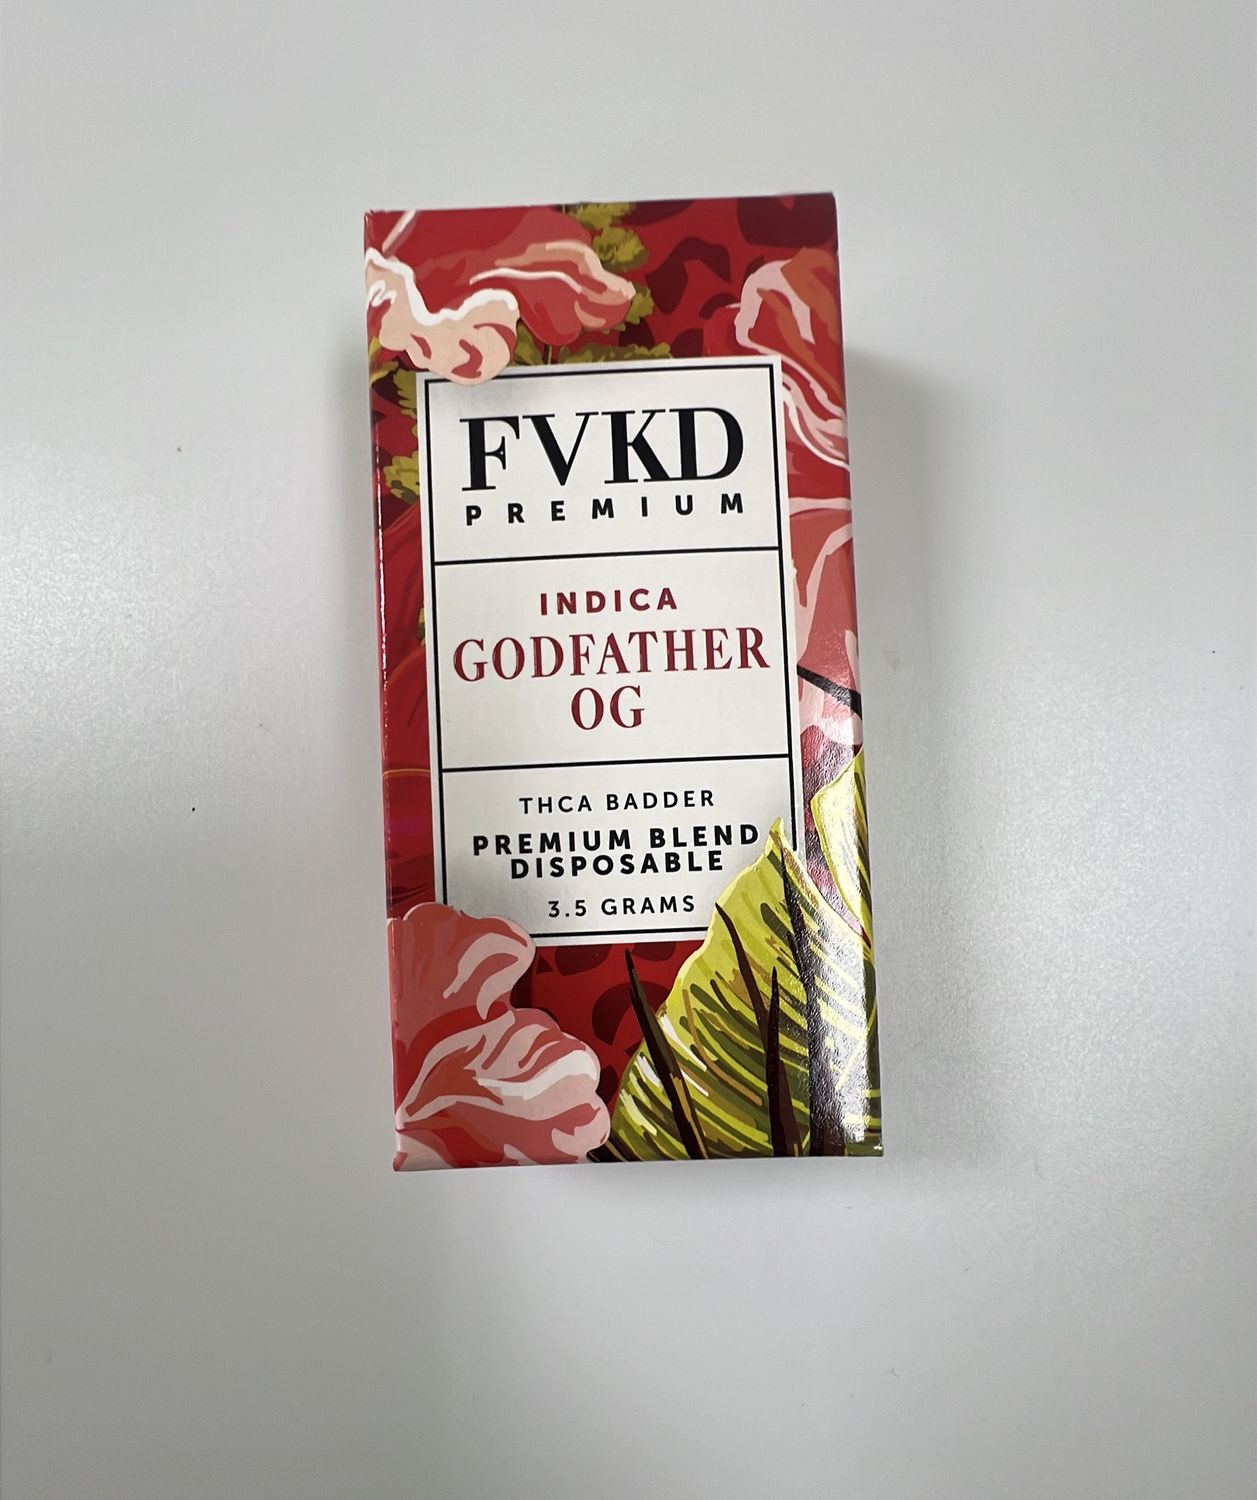 FVKD
PREMIUM
INDICA
GODFATHER
OG
THCA BADDER
PREMIUM BLEND
DISPOSABLE
3.5 GRAMS